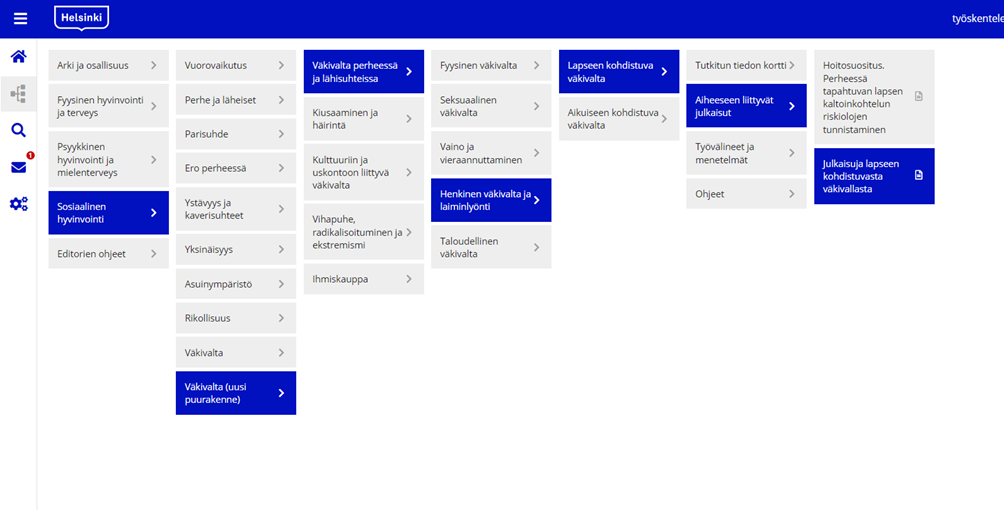 Helsinki
työskentele
1
Arki ja osallisuus
Fyysinen hyvinvointi
ja terveys
Psyykkinen
hyvinvointi ja
mielenterveys
Sosiaalinen
hyvinvointi
Editorien ohjeet
Vuorovaikutus
Perhe ja läheiset
Parisuhde
Ero perheessä
Ystävyys ja
kaverisuhteet
Yksinäisyys
Asuinympäristö
Rikollisuus
Väkivalta
Väkivalta (uusi
puurakenne)
Väkivalta perheessä
ja lähisuhteissa
Kiusaaminen ja
häirintä
Kulttuuriin ja
uskontoon liittyvä
väkivalta
Vihapuhe,
radikalisoituminen ja
ekstremismi
Ihmiskauppa
Fyysinen väkivalta
Seksuaalinen
väkivalta
Vaino ja
vieraannuttaminen
Henkinen väkivalta ja
laiminlyönti
Taloudellinen
väkivalta
Lapseen kohdistuva
väkivalta
Aikuiseen kohdistuva
väkivalta
Tutkitun tiedon kortti
Aiheeseen liittyvät
julkaisut
Työvälineet ja
menetelmät
Ohjeet
Hoitosuositus.
Perheessä
tapahtuvan lapsen
kaltoinkohtelun
riskiolojen
tunnistaminen
Julkaisuja lapseen
kohdistuvasta
väkivallasta